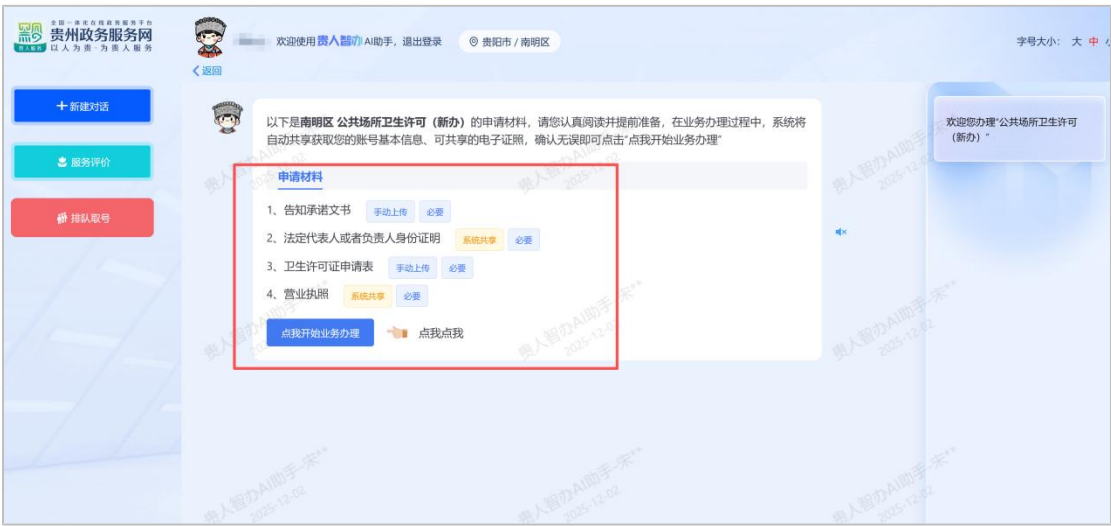 全国一体化在线政务服务平台
贵州政务服务网
贵人服务 以人为贵·为贵人服务
欢迎使用贵人智办AI助手，退出登录
贵阳市 / 南明区
字号大小： 大 中
返回
+ 新建对话
服务评价
排队取号
以下是南明区 公共场所卫生许可（新办）的申请材料，请您认真阅读并提前准备，在业务办理过程中，系统将
自动共享获取您的账号基本信息、可共享的电子证照，确认无误即可点击“点我开始业务办理”
申请材料
1、告知承诺文书 手动上传 必要
2、法定代表人或者负责人身份证明 系统共享 必要
3、卫生许可证申请表 手动上传 必要
4、营业执照 系统共享 必要
点我开始业务办理 点我点我
欢迎您办理“公共场所卫生许可
（新办）”
贵人智办AI助手-宋**
2025-12-02